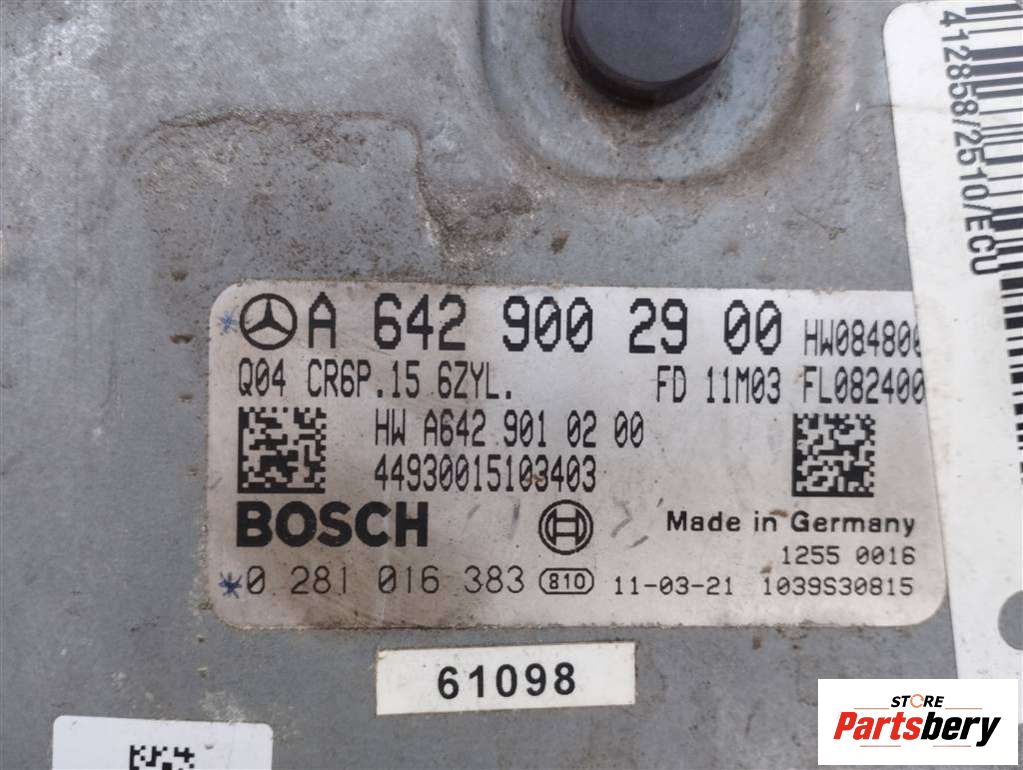 412858/2510/ECU
A 642 900 29 00 HW08480
Q04 CR6P.15 6ZYL. FD 11M03 FL082400
HW A642 901 02 00
44930015103403
BOSCH Made in Germany
1255 0016
*0 281 016 383 810 11-03-21 1039S30815
61098
STORE
Partsbery